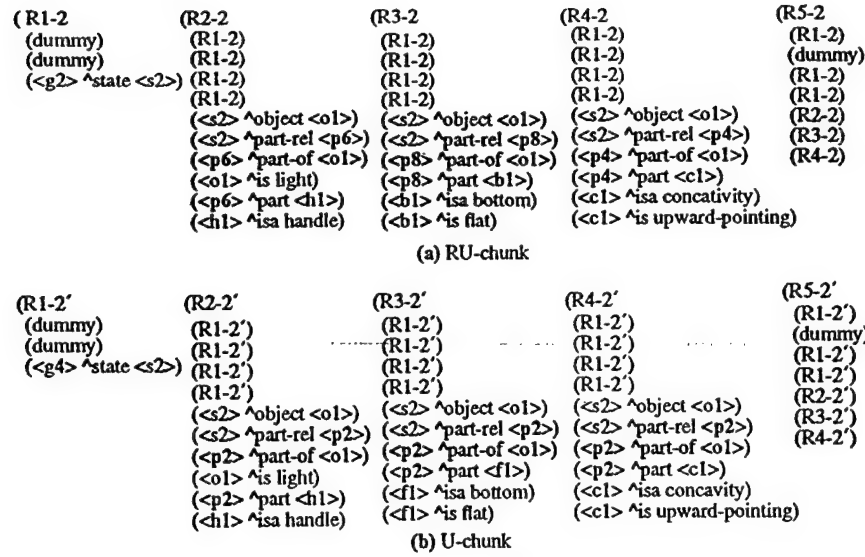 (R1-2
(dummy)
(dummy)
(<g2> ^state <s2>)
(R2-2
(R1-2)
(R1-2)
(R1-2)
(R1-2)
(<s2> ^object <o1>)
(<s2> ^part-rel <p6>)
(<p6> ^part-of <o1>)
(<o1> ^is light)
(<p6> ^part <h1>)
(<h1> ^isa handle)
(R3-2
(R1-2)
(R1-2)
(R1-2)
(R1-2)
(<s2> ^object <o1>)
(<s2> ^part-rel <p8>)
(<p8> ^part-of <o1>)
(<p8> ^part <b1>)
(<b1> ^isa bottom)
(<b1> ^is flat)
(R4-2
(R1-2)
(R1-2)
(R1-2)
(R1-2)
(<s2> ^object <o1>)
(<s2> ^part-rel <p4>)
(<p4> ^part-of <o1>)
(<p4> ^part <c1>)
(<c1> ^isa concativity)
(<c1> ^is upward-pointing)
(R5-2
(R1-2)
(dummy)
(R1-2)
(R1-2)
(R2-2)
(R3-2)
(R4-2)
(a) RU-chunk
(R1-2′
(dummy)
(dummy)
(<g4> ^state <s2>)
(R2-2′
(R1-2′)
(R1-2′)
(R1-2′)
(R1-2′)
(<s2> ^object <o1>)
(<s2> ^part-rel <p2>)
(<p2> ^part-of <o1>)
(<o1> ^is light)
(<p2> ^part <h1>)
(<h1> ^isa handle)
(R3-2′
(R1-2′)
(R1-2′)
(R1-2′)
(R1-2′)
(<s2> ^object <o1>)
(<s2> ^part-rel <p2>)
(<p2> ^part-of <o1>)
(<p2> ^part <f1>)
(<f1> ^isa bottom)
(<f1> ^is flat)
(R4-2′
(R1-2′)
(R1-2′)
(R1-2′)
(R1-2′)
(<s2> ^object <o1>)
(<s2> ^part-rel <p2>)
(<p2> ^part-of <o1>)
(<p2> ^part <c1>)
(<c1> ^isa concavity)
(<c1> ^is upward-pointing)
(R5-2′
(R1-2′)
(dummy)
(R1-2′)
(R1-2′)
(R2-2′)
(R3-2′)
(R4-2′)
(b) U-chunk